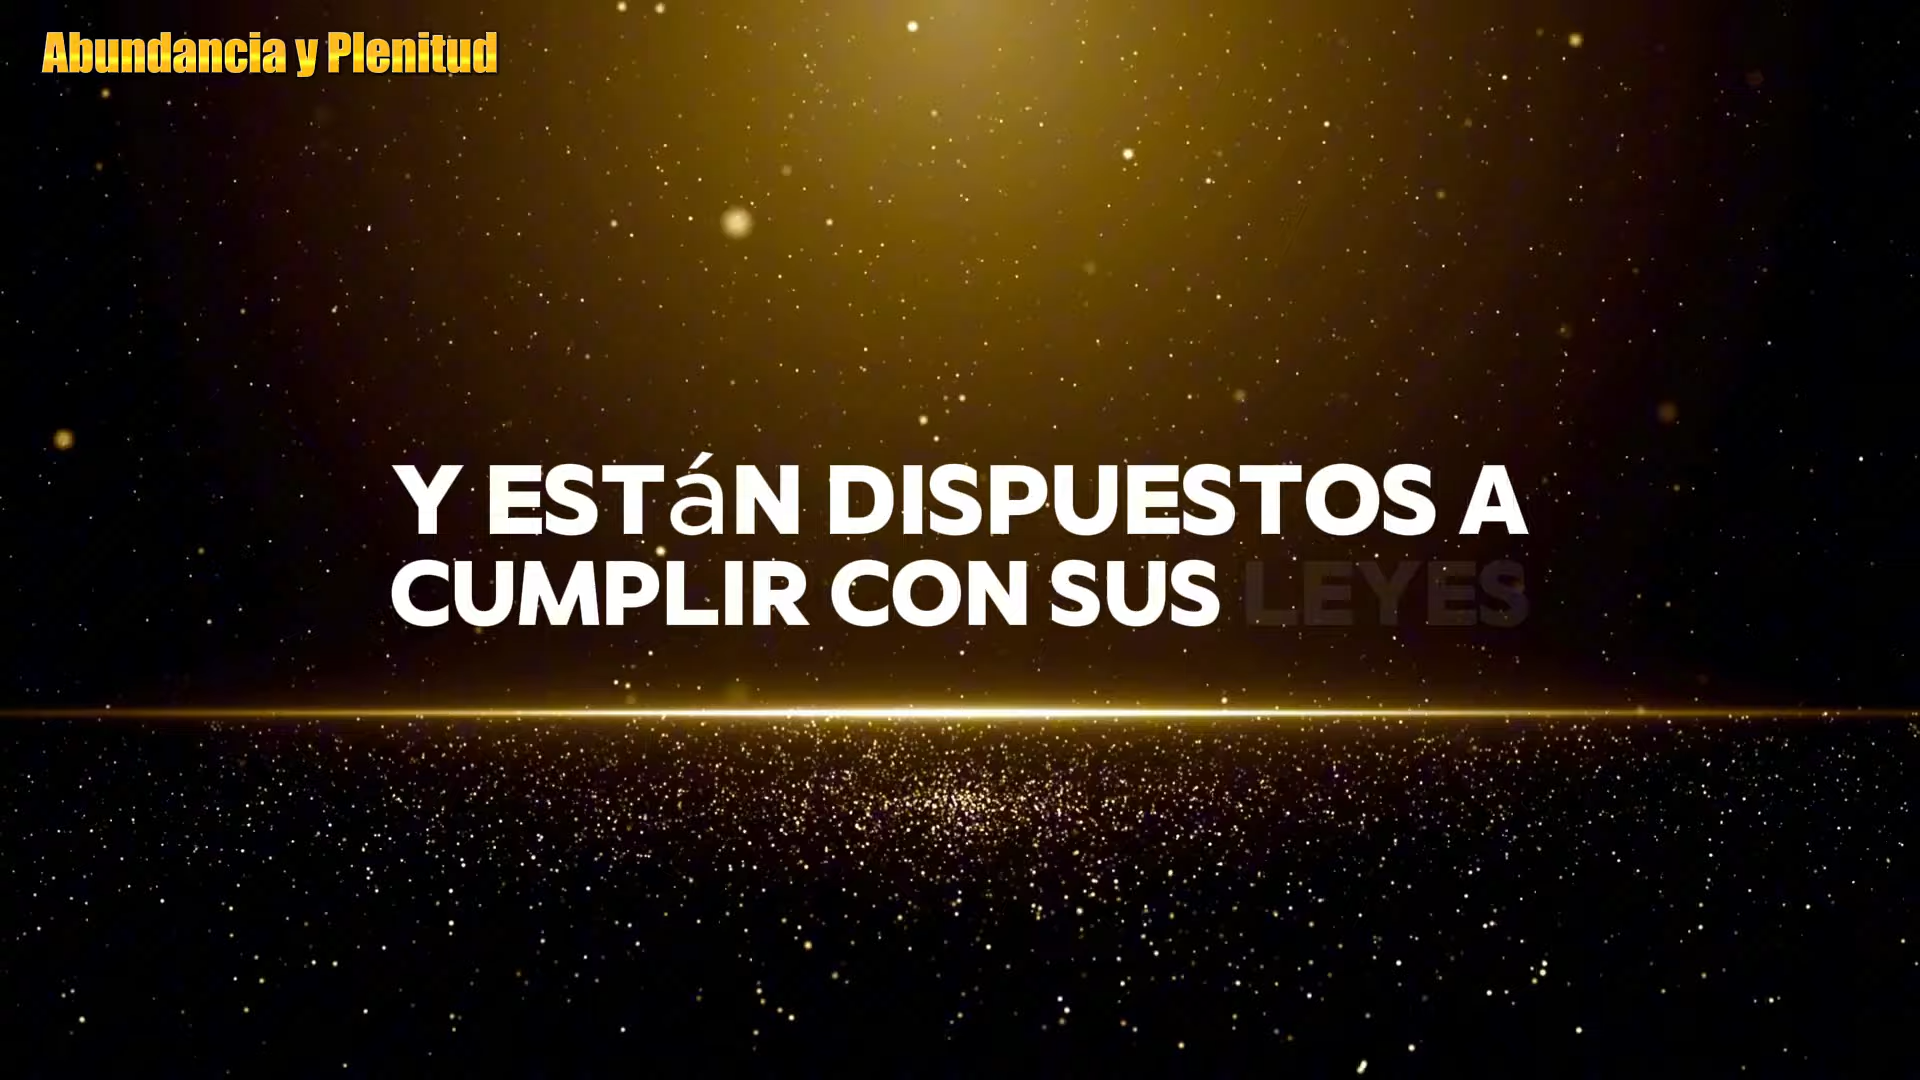 Abundancia y Plenitud
Y ESTáN DISPUESTOS A
CUMPLIR CON SUS LEYES